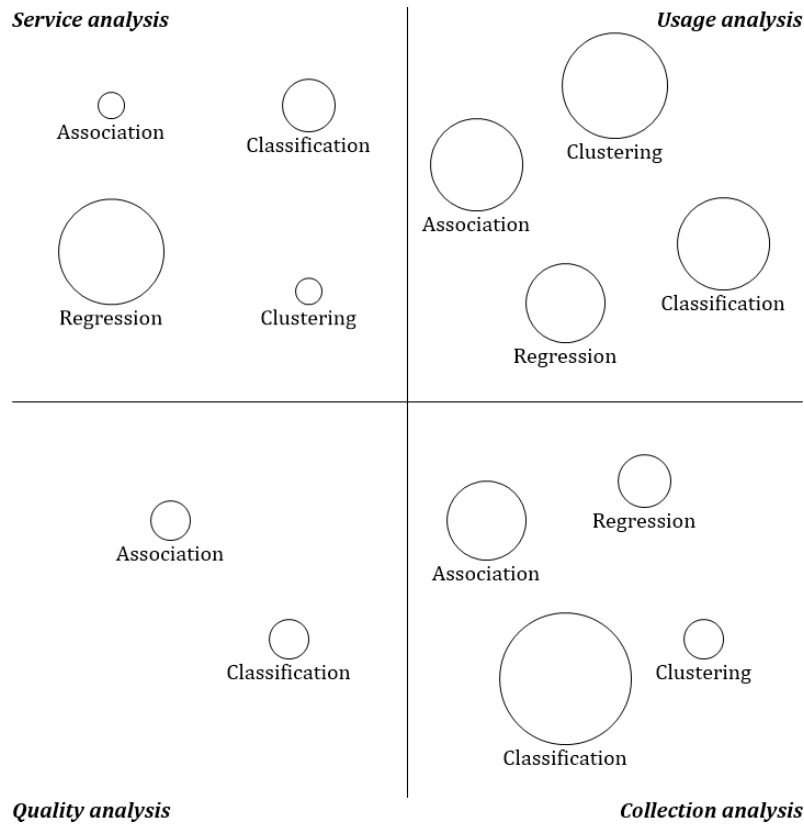 Service analysis
Usage analysis
Association
Classification
Regression
Clustering
Clustering
Association
Classification
Regression
Association
Classification
Regression
Association
Clustering
Classification
Quality analysis
Collection analysis